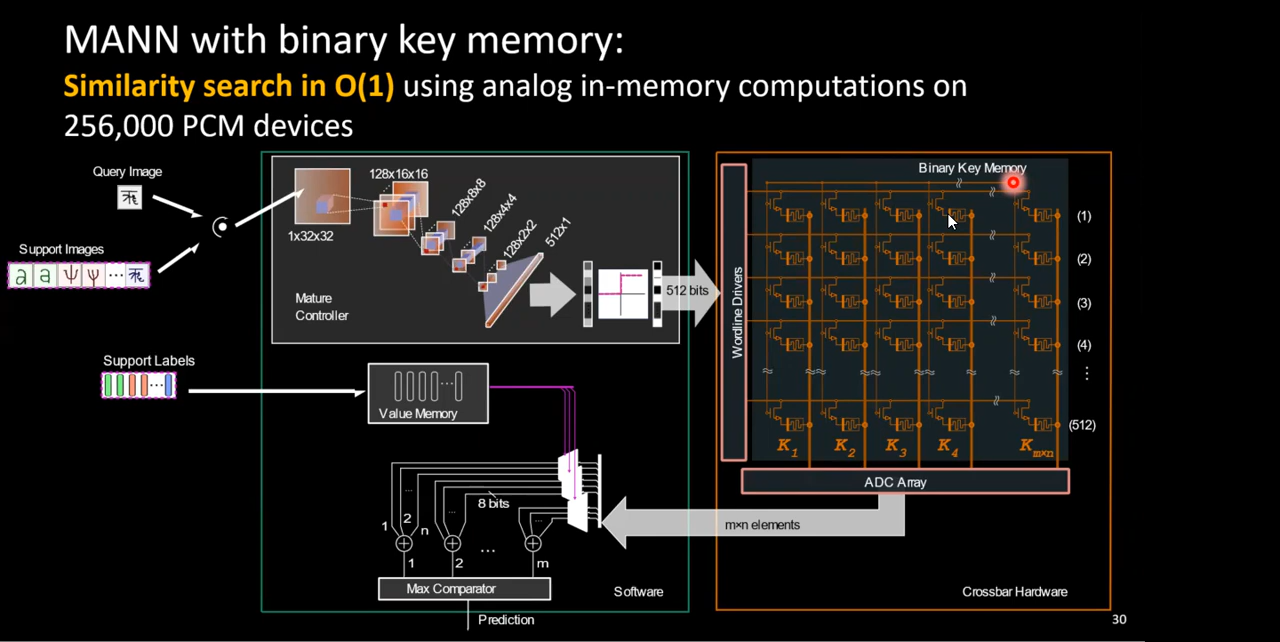 MANN with binary key memory:
Similarity search in O(1) using analog in-memory computations on
256,000 PCM devices
Query Image
Support Images
Support Labels
1x32x32
128x16x16
128x8x8
128x4x4
128x2x2
512x1
Mature
Controller
512 bits
Wordline Drivers
Binary Key Memory
(1)
(2)
(3)
(4)
⋮
(512)
K1 K2 K3 K4 Km×n
ADC Array
m×n elements
Value Memory
8 bits
1 2 ... n
1 2 ... m
Max Comparator
Prediction
Software
Crossbar Hardware
30